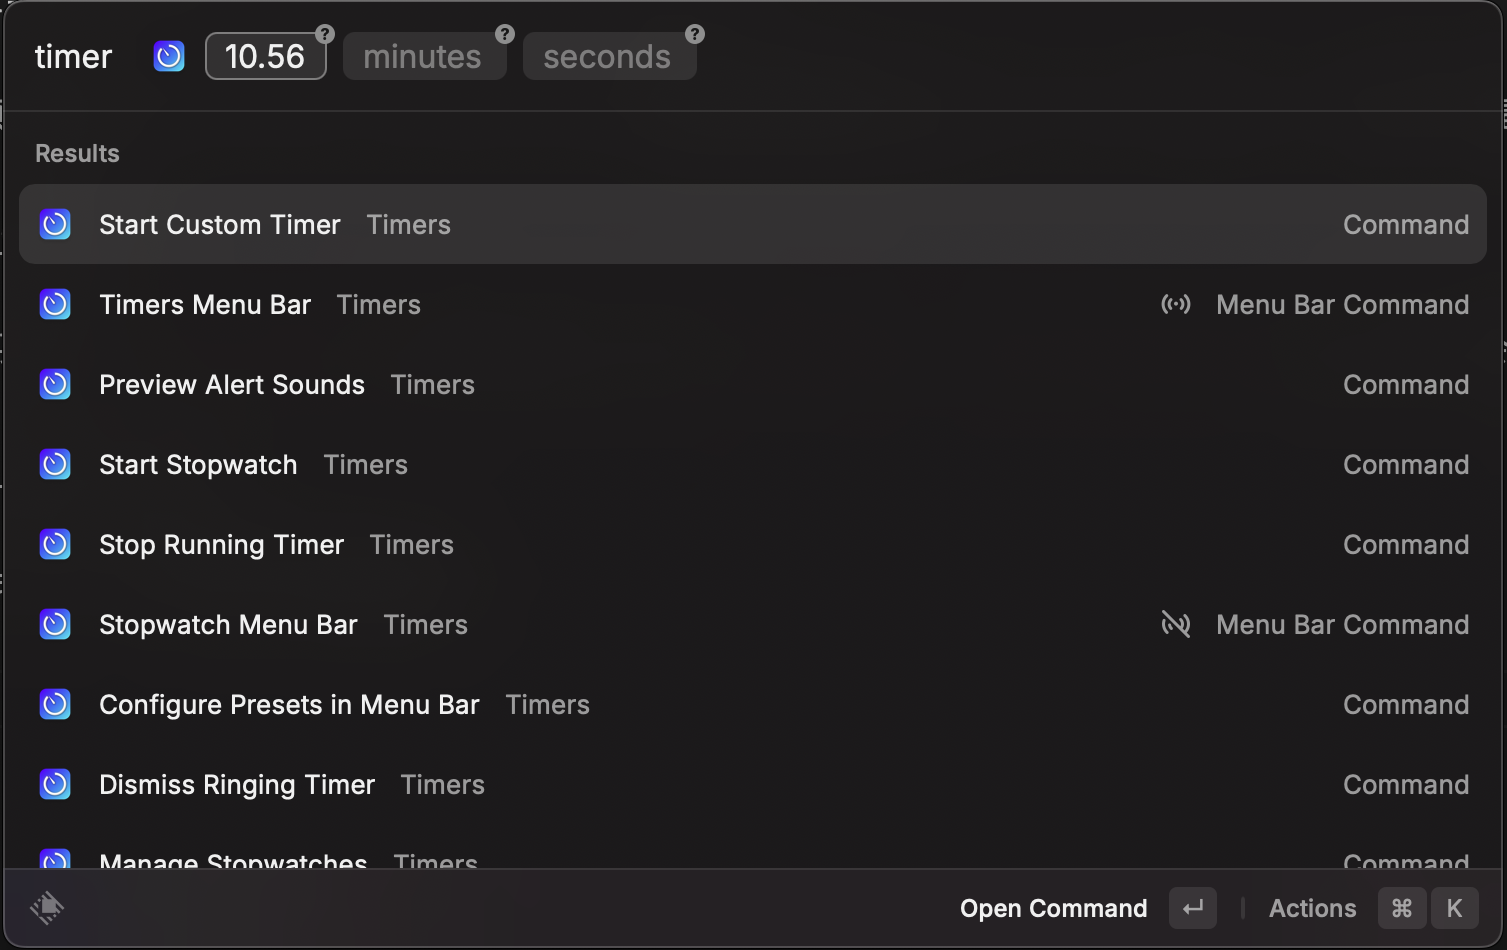 timer 10.56 ? minutes ? seconds ?
Results
Start Custom Timer Timers Command
Timers Menu Bar Timers Menu Bar Command
Preview Alert Sounds Timers Command
Start Stopwatch Timers Command
Stop Running Timer Timers Command
Stopwatch Menu Bar Timers Menu Bar Command
Configure Presets in Menu Bar Timers Command
Dismiss Ringing Timer Timers Command
Manage Stopwatches Timers Command
Open Command ↵ Actions ⌘ K